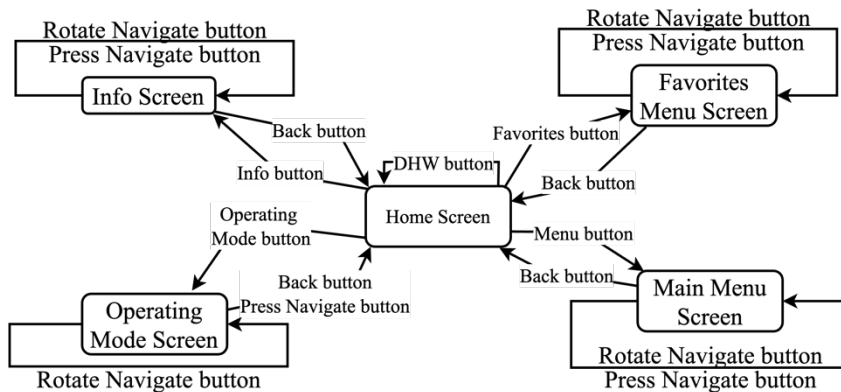 Rotate Navigate button
Press Navigate button
Info Screen
Rotate Navigate button
Press Navigate button
Favorites
Menu Screen
Back button
Favorites button
Info button
DHW button
Back button
Home Screen
Operating
Mode button
Menu button
Back button
Press Navigate button
Back button
Operating
Mode Screen
Main Menu
Screen
Rotate Navigate button
Rotate Navigate button
Press Navigate button